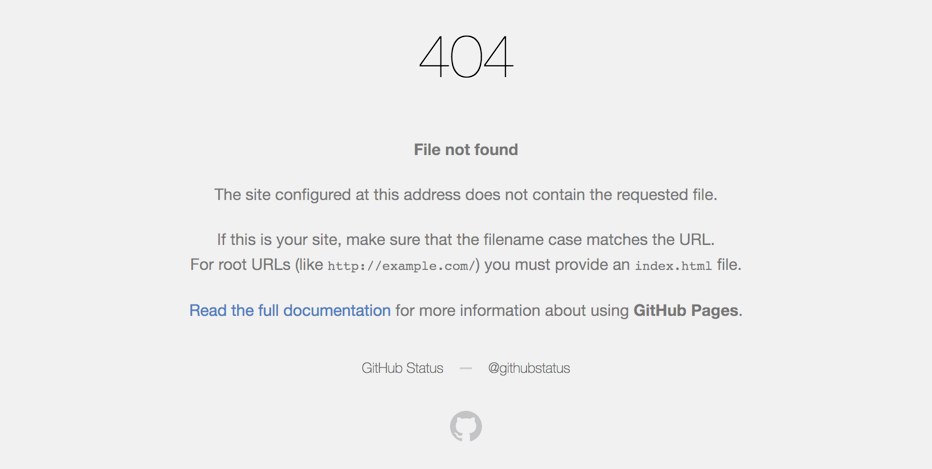 404
File not found
The site configured at this address does not contain the requested file.
If this is your site, make sure that the filename case matches the URL.
For root URLs (like http://example.com/) you must provide an index.html file.
Read the full documentation for more information about using GitHub Pages.
GitHub Status — @githubstatus